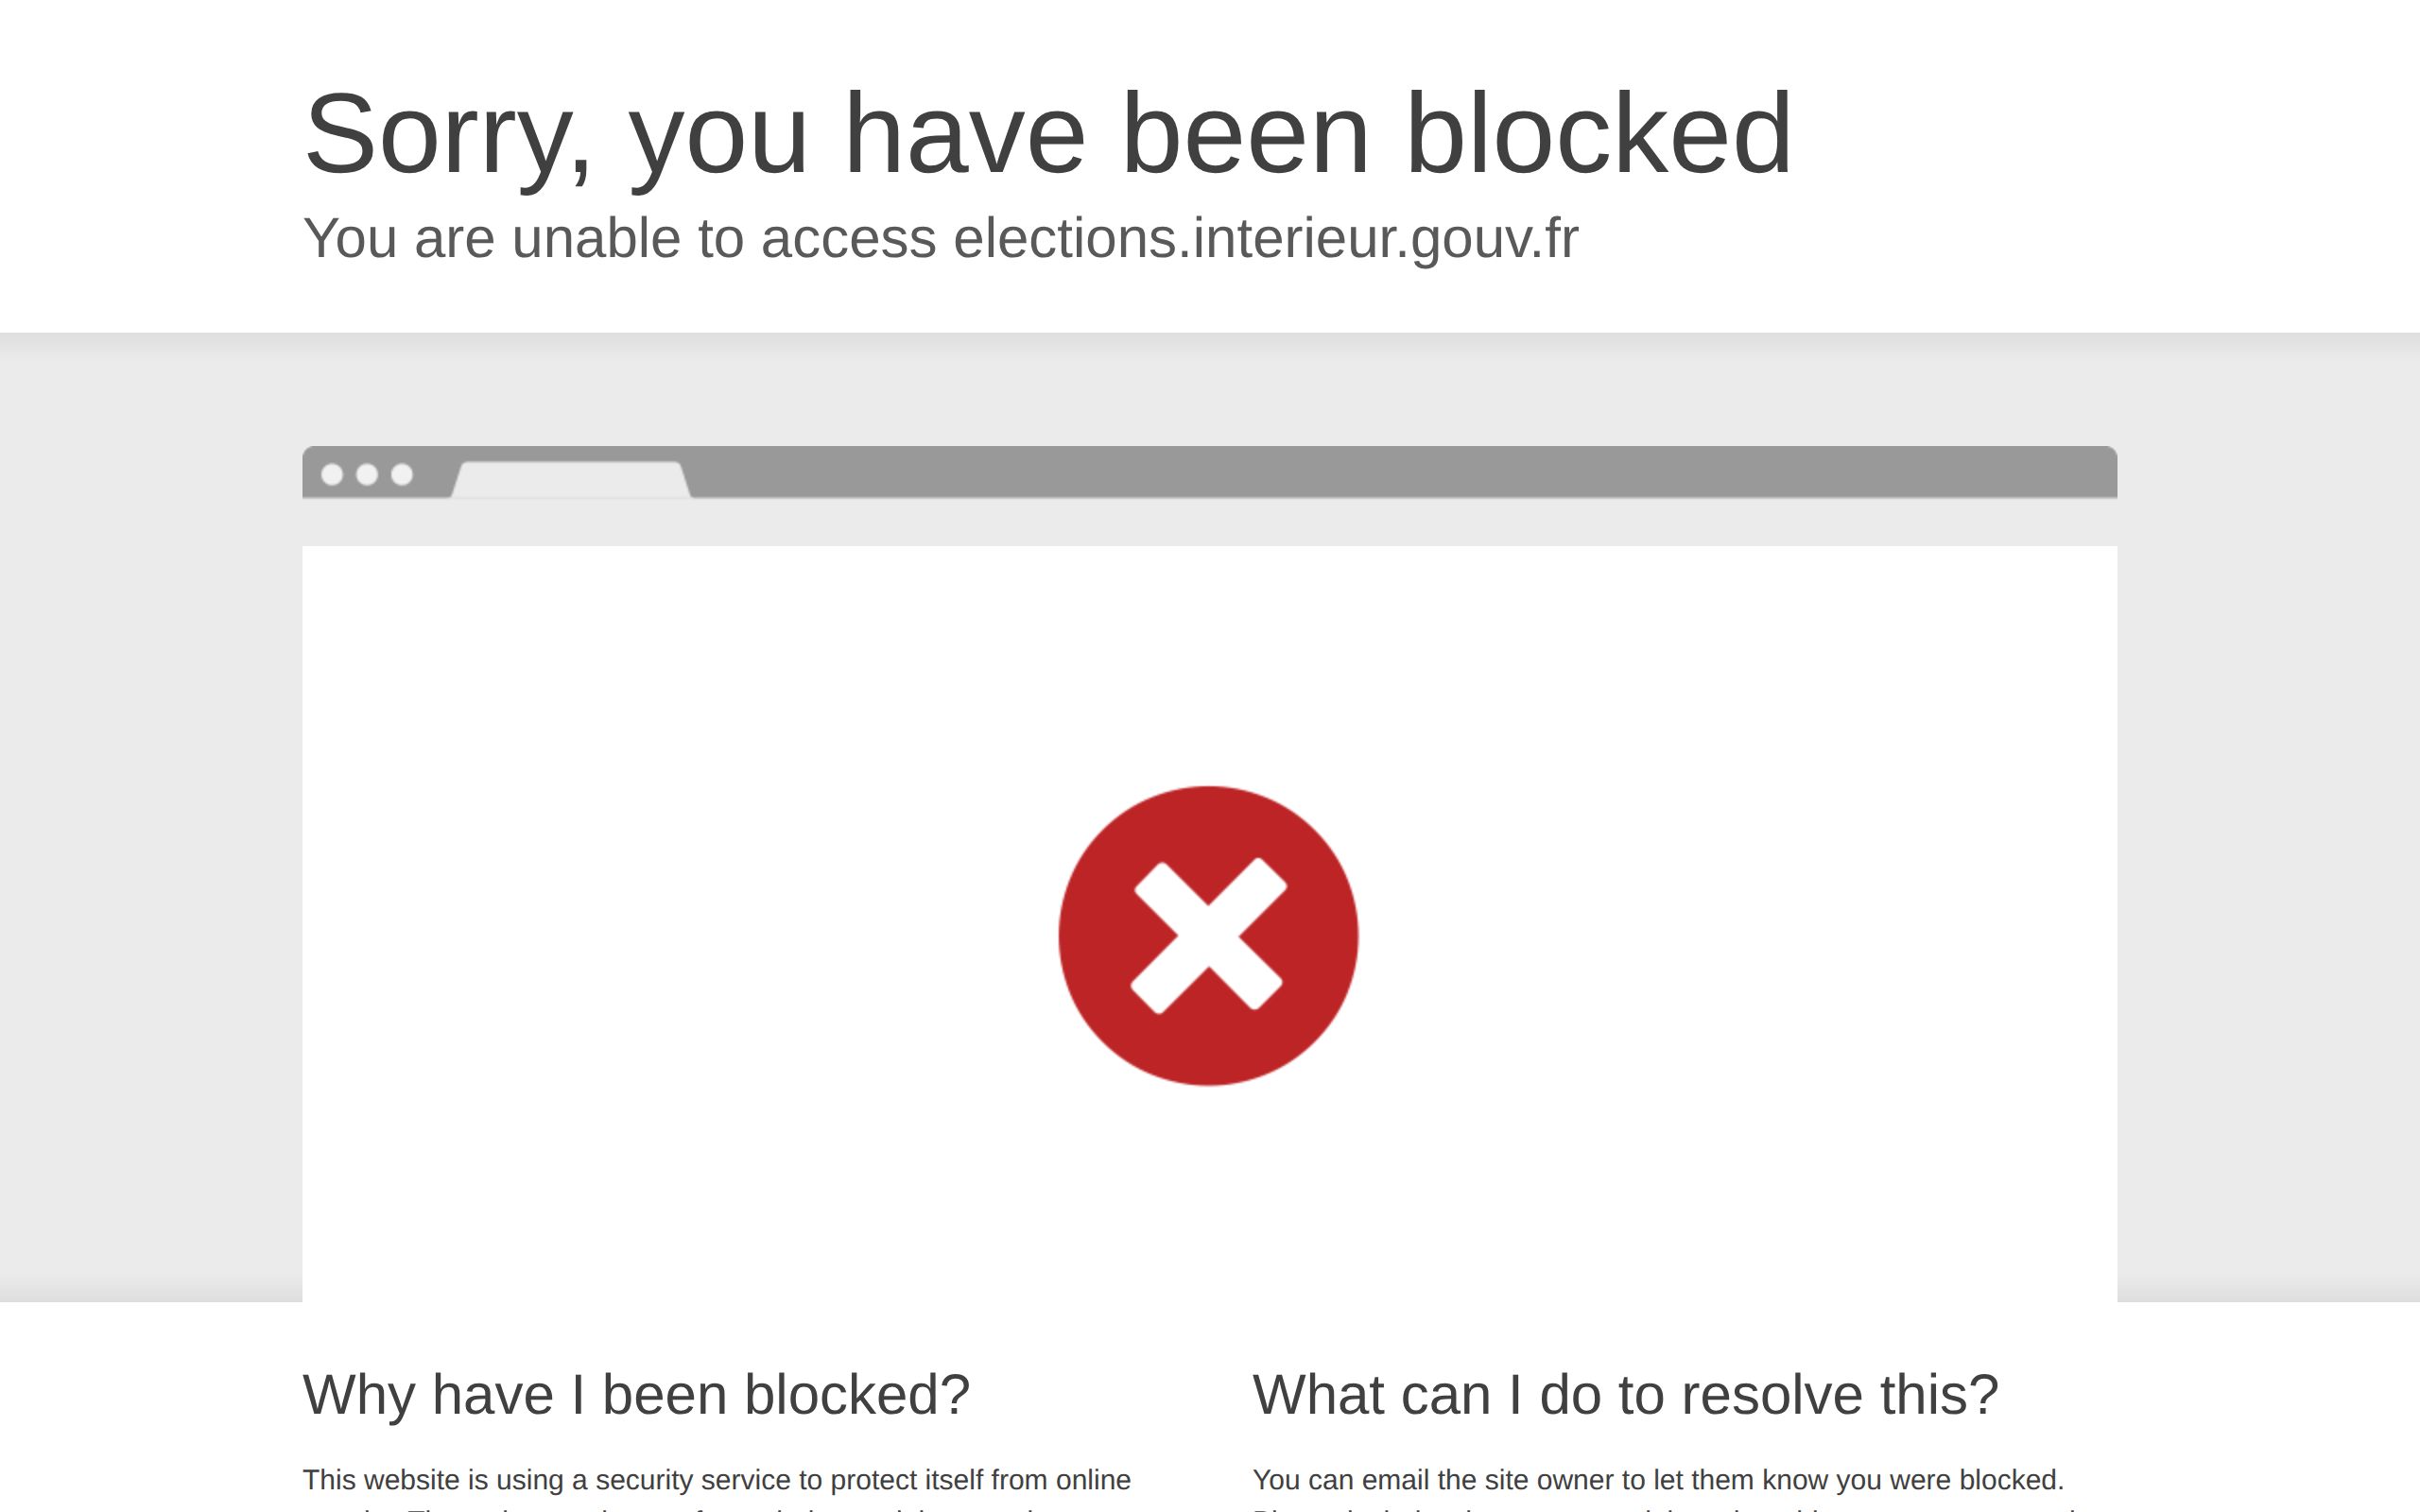 Sorry, you have been blocked
You are unable to access elections.interieur.gouv.fr
Why have I been blocked?
This website is using a security service to protect itself from online
What can I do to resolve this?
You can email the site owner to let them know you were blocked.